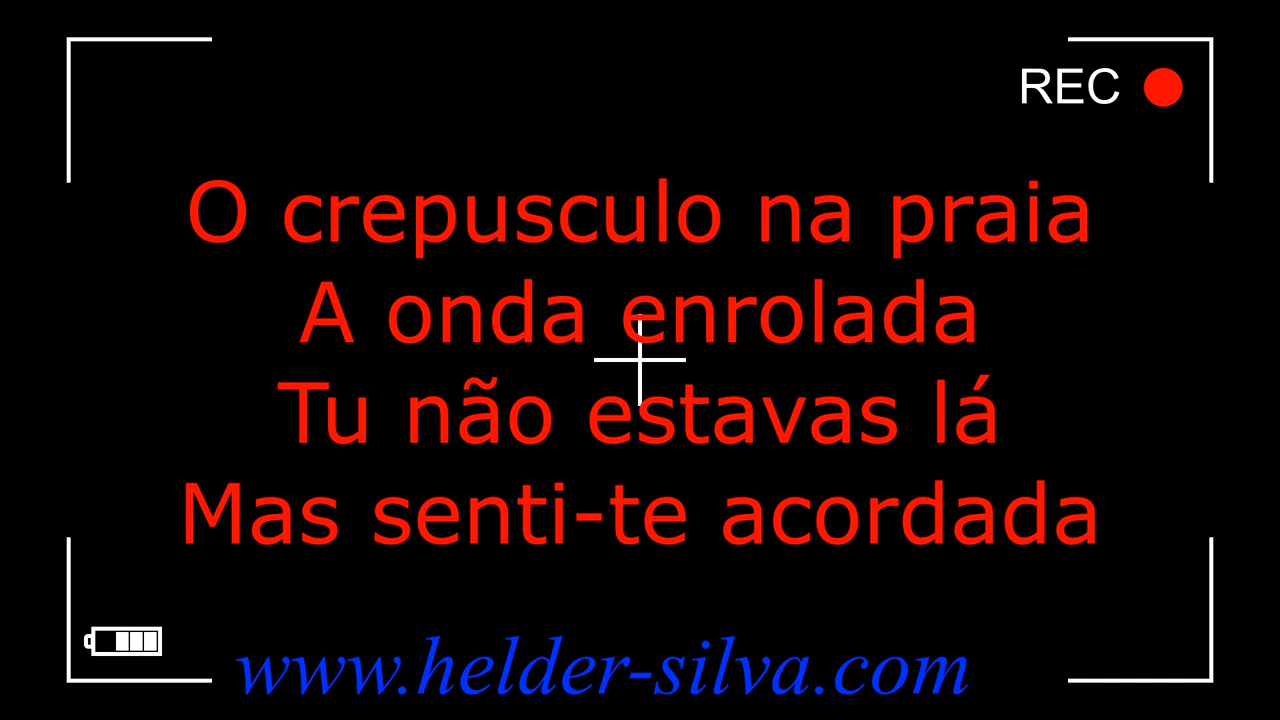 REC
O crepusculo na praia
A onda enrolada
Tu não estavas lá
Mas senti-te acordada
www.helder-silva.com